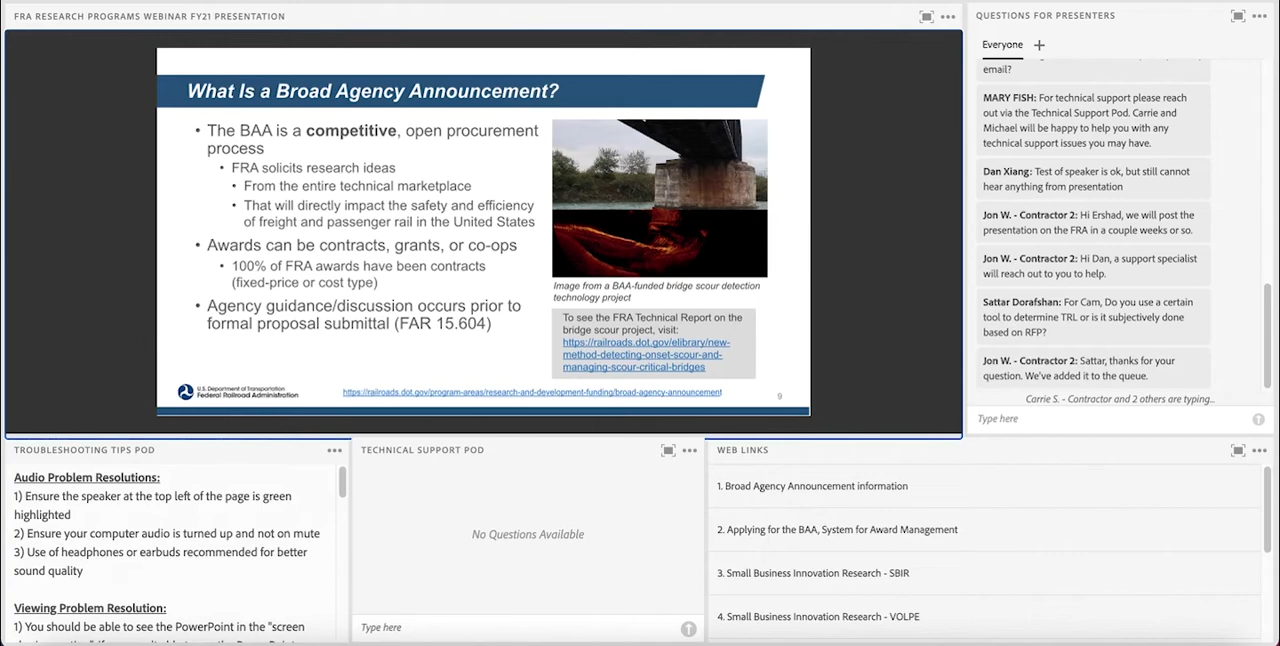 FRA RESEARCH PROGRAMS WEBINAR FY21 PRESENTATION
What Is a Broad Agency Announcement?
• The BAA is a competitive, open procurement
process
• FRA solicits research ideas
• From the entire technical marketplace
• That will directly impact the safety and efficiency
of freight and passenger rail in the United States
• Awards can be contracts, grants, or co-ops
• 100% of FRA awards have been contracts
(fixed-price or cost type)
• Agency guidance/discussion occurs prior to
formal proposal submittal (FAR 15.604)
Image from a BAA-funded bridge scour detection
technology project
To see the FRA Technical Report on the
bridge scour project, visit:
https://railroads.dot.gov/elibrary/new-
method-detecting-onset-scour-and-
managing-scour-critical-bridges
U.S. Department of Transportation
Federal Railroad Administration
https://railroads.dot.gov/program-areas/research-and-development-funding/broad-agency-announcement
9
QUESTIONS FOR PRESENTERS
Everyone +
email?
MARY FISH: For technical support please reach
out via the Technical Support Pod. Carrie and
Michael will be happy to help you with any
technical support issues you may have.
Dan Xiang: Test of speaker is ok, but still cannot
hear anything from presentation
Jon W. - Contractor 2: Hi Ershad, we will post the
presentation on the FRA in a couple weeks or so.
Jon W. - Contractor 2: Hi Dan, a support specialist
will reach out to you to help.
Sattar Dorafshan: For Cam, Do you use a certain
tool to determine TRL or is it subjectively done
based on RFP?
Jon W. - Contractor 2: Sattar, thanks for your
question. We've added it to the queue.
Carrie S. - Contractor and 2 others are typing..
Type here
TROUBLESHOOTING TIPS POD
Audio Problem Resolutions:
1) Ensure the speaker at the top left of the page is green
highlighted
2) Ensure your computer audio is turned up and not on mute
3) Use of headphones or earbuds recommended for better
sound quality
Viewing Problem Resolution:
1) You should be able to see the PowerPoint in the "screen
TECHNICAL SUPPORT POD
No Questions Available
Type here
WEB LINKS
1. Broad Agency Announcement information
2. Applying for the BAA, System for Award Management
3. Small Business Innovation Research - SBIR
4. Small Business Innovation Research - VOLPE